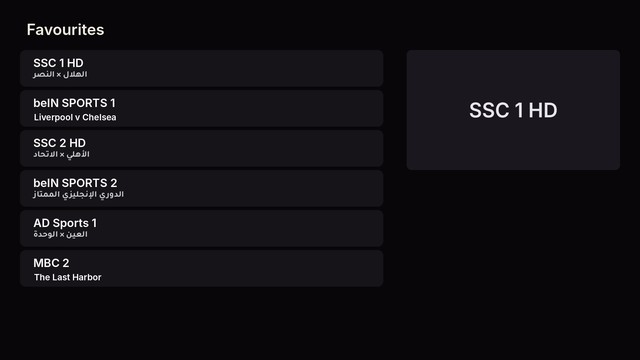 Favourites
SSC 1 HD
الهلال × النصر
beIN SPORTS 1
Liverpool v Chelsea
SSC 2 HD
الأهلي × الاتحاد
beIN SPORTS 2
الدوري الإنجليزي الممتاز
AD Sports 1
العين × الوحدة
MBC 2
The Last Harbor
SSC 1 HD